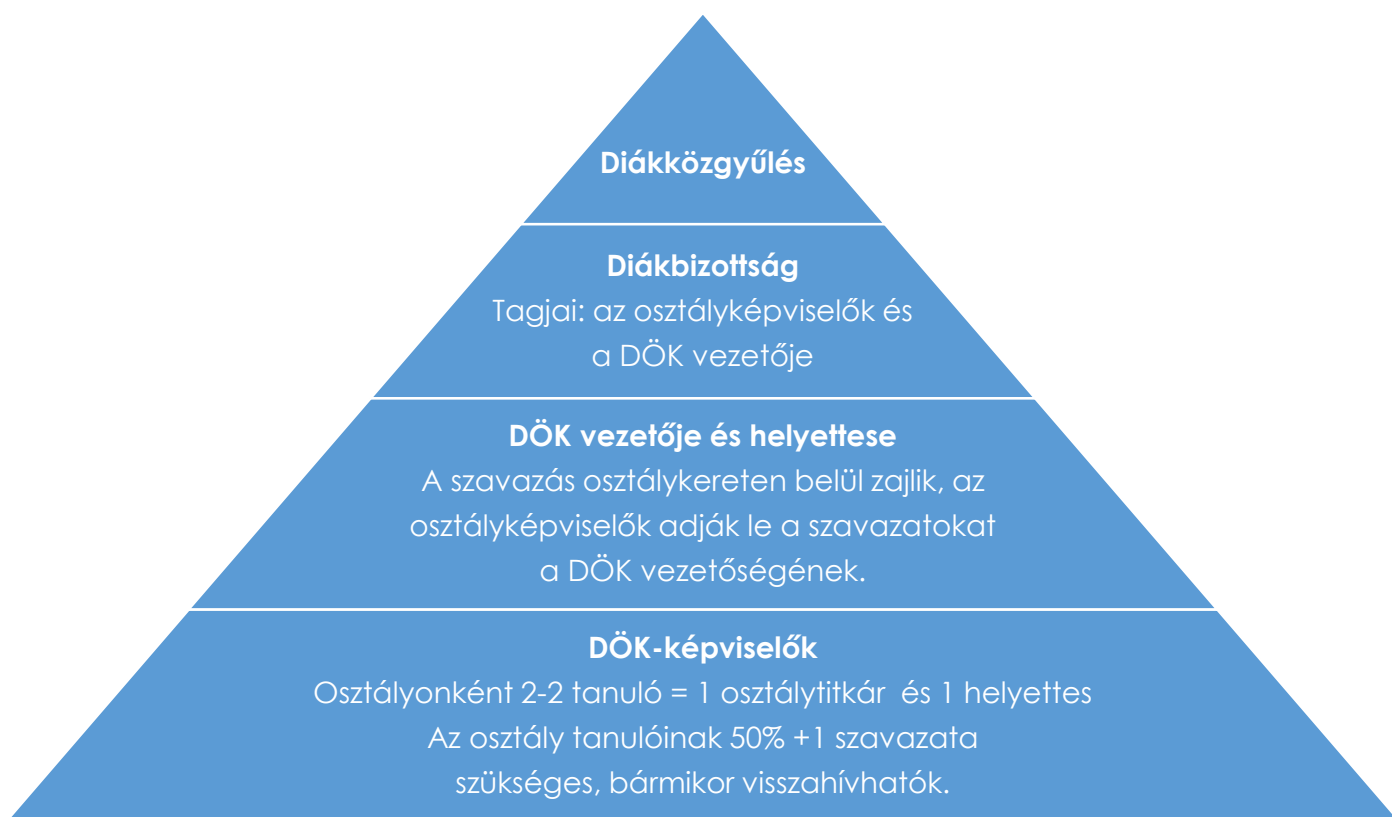 Diákközgyűlés
Diákbizottság
Tagjai: az osztályképviselők és
a DÖK vezetője
DÖK vezetője és helyettese
A szavazás osztálykereten belül zajlik, az
osztályképviselők adják le a szavazatokat
a DÖK vezetőségének.
DÖK-képviselők
Osztályonként 2-2 tanuló = 1 osztálytitkár és 1 helyettes
Az osztály tanulóinak 50% +1 szavazata
szükséges, bármikor visszahívhatók.